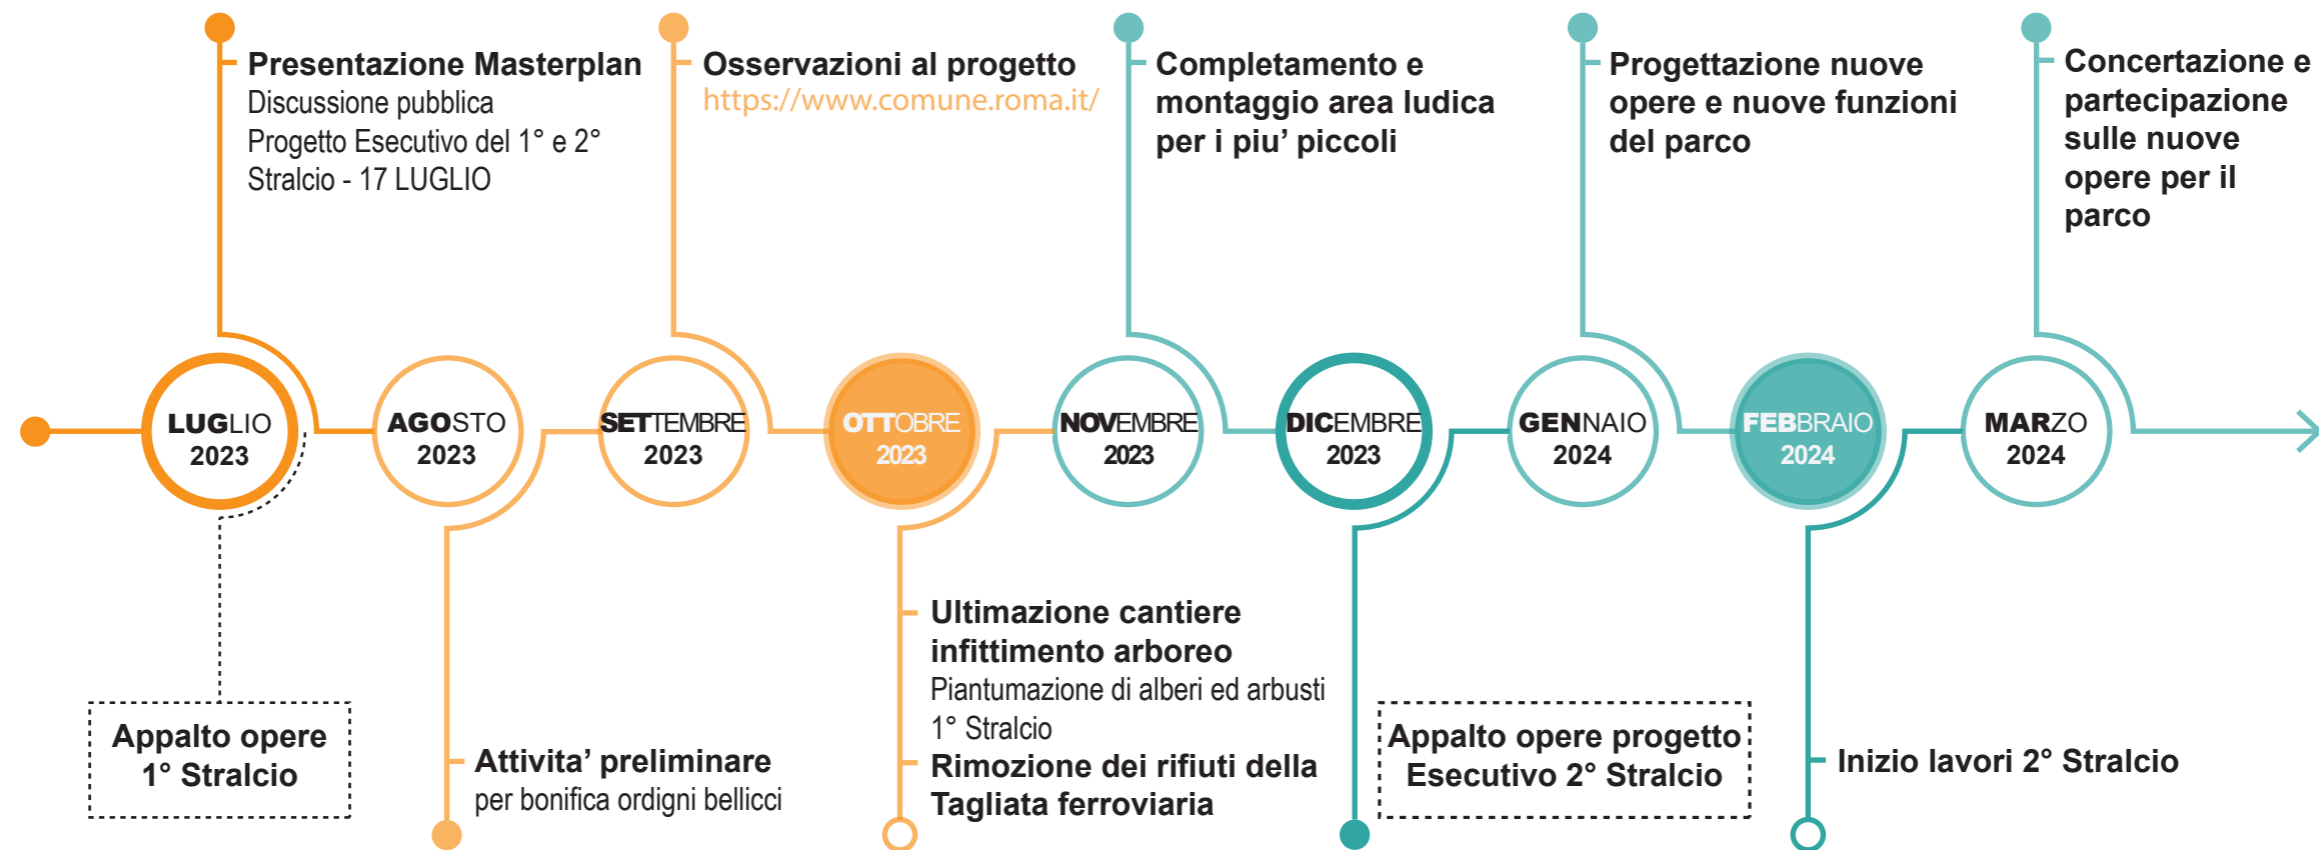 Presentazione Masterplan
Discussione pubblica
Progetto Esecutivo del 1° e 2°
Stralcio - 17 LUGLIO
Osservazioni al progetto
https://www.comune.roma.it/
Completamento e
montaggio area ludica
per i piu’ piccoli
Progettazione nuove
opere e nuove funzioni
del parco
Concertazione e
partecipazione
sulle nuove
opere per il
parco
LUGLIO
2023
AGOSTO
2023
SETTEMBRE
2023
OTTOBRE
2023
NOVEMBRE
2023
DICEMBRE
2023
GENNAIO
2024
FEBBRAIO
2024
MARZO
2024
Appalto opere
1° Stralcio
Attivita’ preliminare
per bonifica ordigni bellicci
Ultimazione cantiere
infittimento arboreo
Piantumazione di alberi ed arbusti
1° Stralcio
Rimozione dei rifiuti della
Tagliata ferroviaria
Appalto opere progetto
Esecutivo 2° Stralcio
Inizio lavori 2° Stralcio